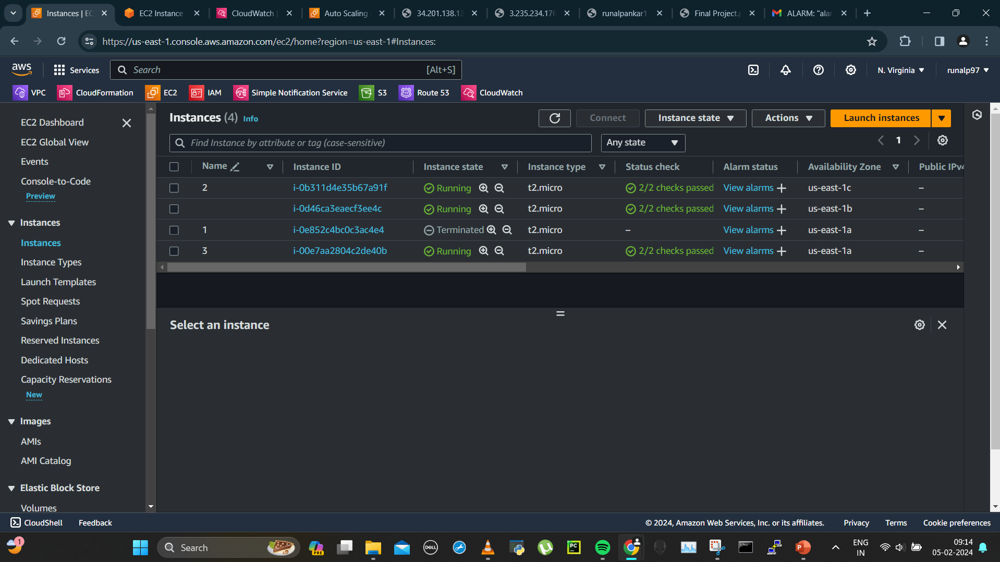 Instances | EC
EC2 Instance
CloudWatch |
Auto Scaling
34.201.138.13
3.235.234.176
runalpankar1
Final Project.p
ALARM: "alar
https://us-east-1.console.aws.amazon.com/ec2/home?region=us-east-1#Instances:
aws
Services
Search
[Alt+S]
N. Virginia
runalp97
VPC
CloudFormation
EC2
IAM
Simple Notification Service
S3
Route 53
CloudWatch
EC2 Dashboard
EC2 Global View
Events
Console-to-Code
Preview
Instances
Instances
Instance Types
Launch Templates
Spot Requests
Savings Plans
Reserved Instances
Dedicated Hosts
Capacity Reservations
New
Images
AMIs
AMI Catalog
Elastic Block Store
Volumes
Instances (4) Info
Connect
Instance state
Actions
Launch instances
Find Instance by attribute or tag (case-sensitive)
Any state
1
Name Instance ID Instance state Instance type Status check Alarm status Availability Zone Public IPv4
2 i-0b311d4e35b67a91f Running t2.micro 2/2 checks passed View alarms + us-east-1c –
i-0d46ca3eaecf3ee4c Running t2.micro 2/2 checks passed View alarms + us-east-1b –
1 i-0e852c4bc0c3ac4e4 Terminated t2.micro – View alarms + us-east-1a –
3 i-00e7aa2804c2de40b Running t2.micro 2/2 checks passed View alarms + us-east-1a –
Select an instance
CloudShell
Feedback
© 2024, Amazon Web Services, Inc. or its affiliates.
Privacy
Terms
Cookie preferences
1
Search
PRE
DELL
PC
P
ENG
IN
09:14
05-02-2024